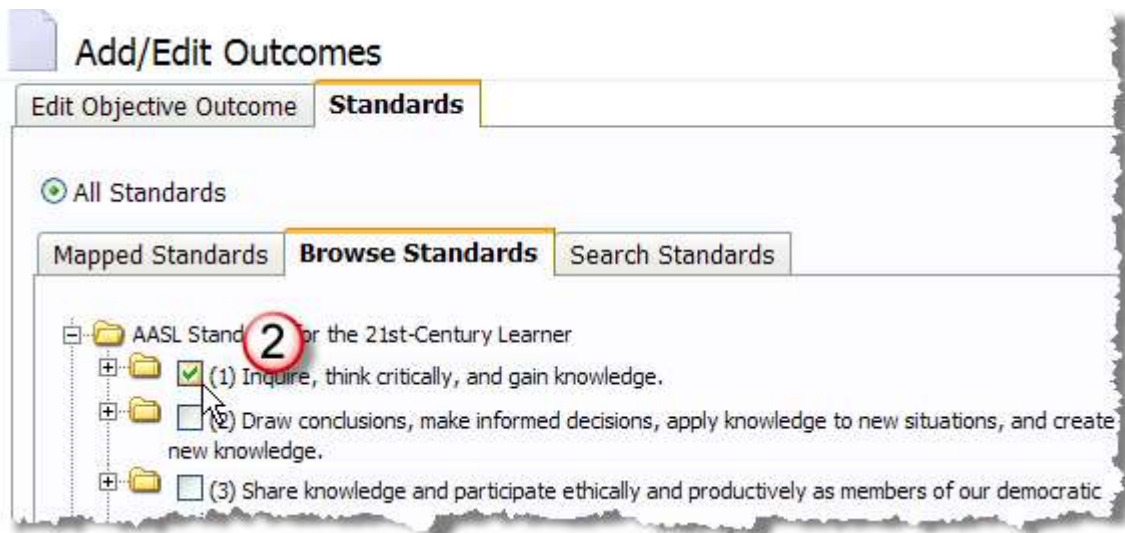 Add/Edit Outcomes
Edit Objective Outcome Standards
All Standards
Mapped Standards Browse Standards Search Standards
AASL 2 the 21st-Century Learner
(1) Inquire, think critically, and gain knowledge.
(2) Draw conclusions, make informed decisions, apply knowledge to new situations, and create
new knowledge.
(3) Share knowledge and participate ethically and productively as members of our democratic